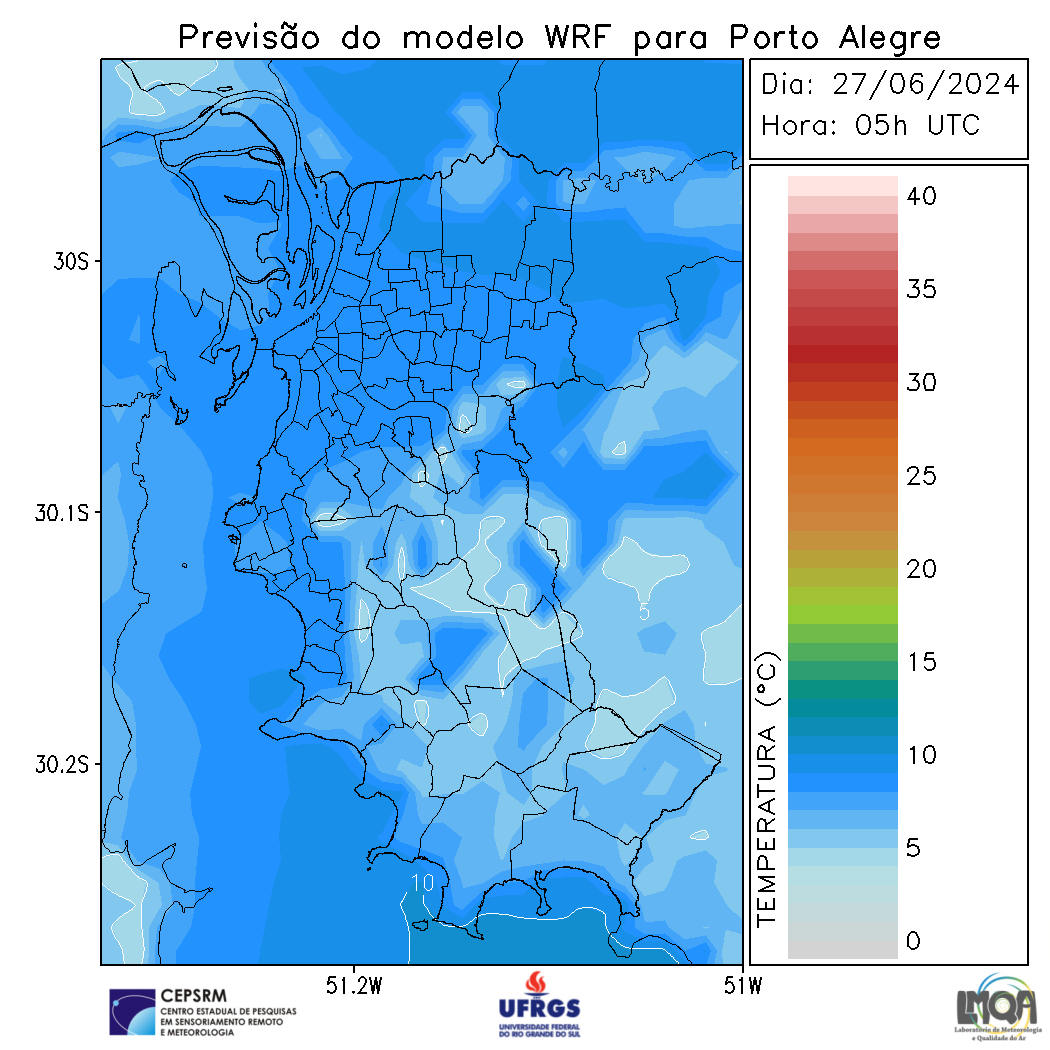 Previsão do modelo WRF para Porto Alegre
Dia: 27/06/2024
Hora: 05h UTC
30S
30.1S
30.2S
51.2W
51W
10
TEMPERATURA (°C)
40
35
30
25
20
15
10
5
0
CEPSRM
CENTRO ESTADUAL DE PESQUISAS
EM SENSORIAMENTO REMOTO
E METEOROLOGIA
UFRGS
UNIVERSIDADE FEDERAL
DO RIO GRANDE DO SUL
LMQA
Laboratório de Meteorologia
e Qualidade do Ar